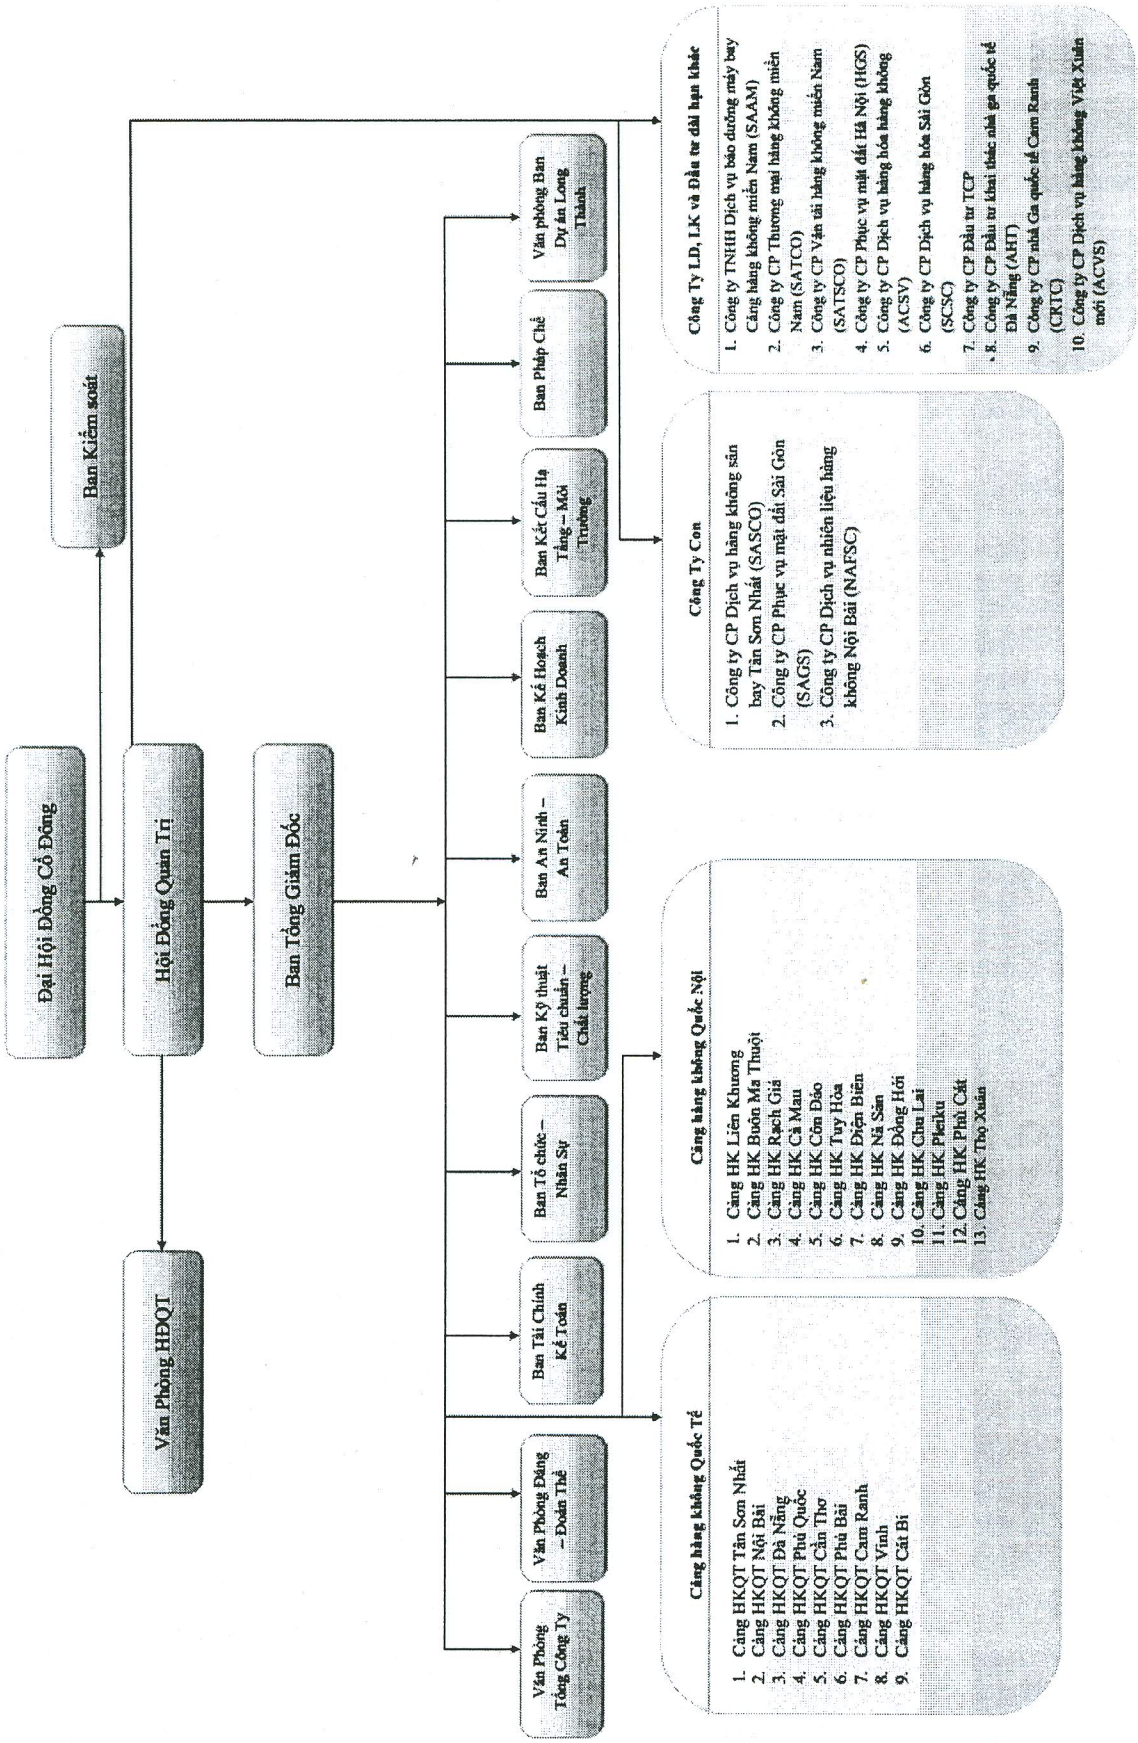 Đại Hội Đồng Cổ Đông
Ban Kiểm soát
Văn Phòng HĐQT
Hội Đồng Quản Trị
Ban Tổng Giám Đốc
Văn Phòng
Tổng Công Ty
Văn Phòng Đảng
– Đoàn Thể
Ban Tài Chính
Kế Toán
Ban Tổ chức –
Nhân Sự
Ban Kỹ thuật
Tiêu chuẩn –
Chất lượng
Ban An Ninh –
An Toàn
Ban Kế Hoạch
Kinh Doanh
Ban Kết Cấu Hạ
Tầng – Môi
Trường
Ban Pháp Chế
Văn phòng Ban
Dự án Long
Thành
Cảng hàng không Quốc Tế
1. Cảng HKQT Tân Sơn Nhất
2. Cảng HKQT Nội Bài
3. Cảng HKQT Đà Nẵng
4. Cảng HKQT Phú Quốc
5. Cảng HKQT Cần Thơ
6. Cảng HKQT Phú Bài
7. Cảng HKQT Cam Ranh
8. Cảng HKQT Vinh
9. Cảng HKQT Cát Bi
Cảng hàng không Quốc Nội
1. Cảng HK Liên Khương
2. Cảng HK Buôn Ma Thuột
3. Cảng HK Rạch Giá
4. Cảng HK Cà Mau
5. Cảng HK Côn Đảo
6. Cảng HK Tuy Hòa
7. Cảng HK Điện Biên
8. Cảng HK Nà Sản
9. Cảng HK Đồng Hới
10. Cảng HK Chu Lai
11. Cảng HK Pleiku
12. Cảng HK Phù Cát
13. Cảng HK Thọ Xuân
Công Ty Con
1. Công ty CP Dịch vụ hàng không sân
bay Tân Sơn Nhất (SASCO)
2. Công ty CP Phục vụ mặt đất Sài Gòn
(SAGS)
3. Công ty CP Dịch vụ nhiên liệu hàng
không Nội Bài (NAFSC)
Công Ty LD, LK và Đầu tư dài hạn khác
1. Công ty TNHH Dịch vụ bảo dưỡng máy bay
Cảng hàng không miền Nam (SAAM)
2. Công ty CP Thương mại hàng không miền
Nam (SATCO)
3. Công ty CP Vận tải hàng không miền Nam
(SATSCO)
4. Công ty CP Phục vụ mặt đất Hà Nội (HGS)
5. Công ty CP Dịch vụ hàng hóa hàng không
(ACSV)
6. Công ty CP Dịch vụ hàng hóa Sài Gòn
(SCSC)
7. Công ty CP Đầu tư TCP
8. Công ty CP Đầu tư khai thác nhà ga quốc tế
Đà Nẵng (AHT)
9. Công ty CP nhà Ga quốc tế Cam Ranh
(CRTC)
10. Công ty CP Dịch vụ hàng không Việt Xuân
mới (ACVS)